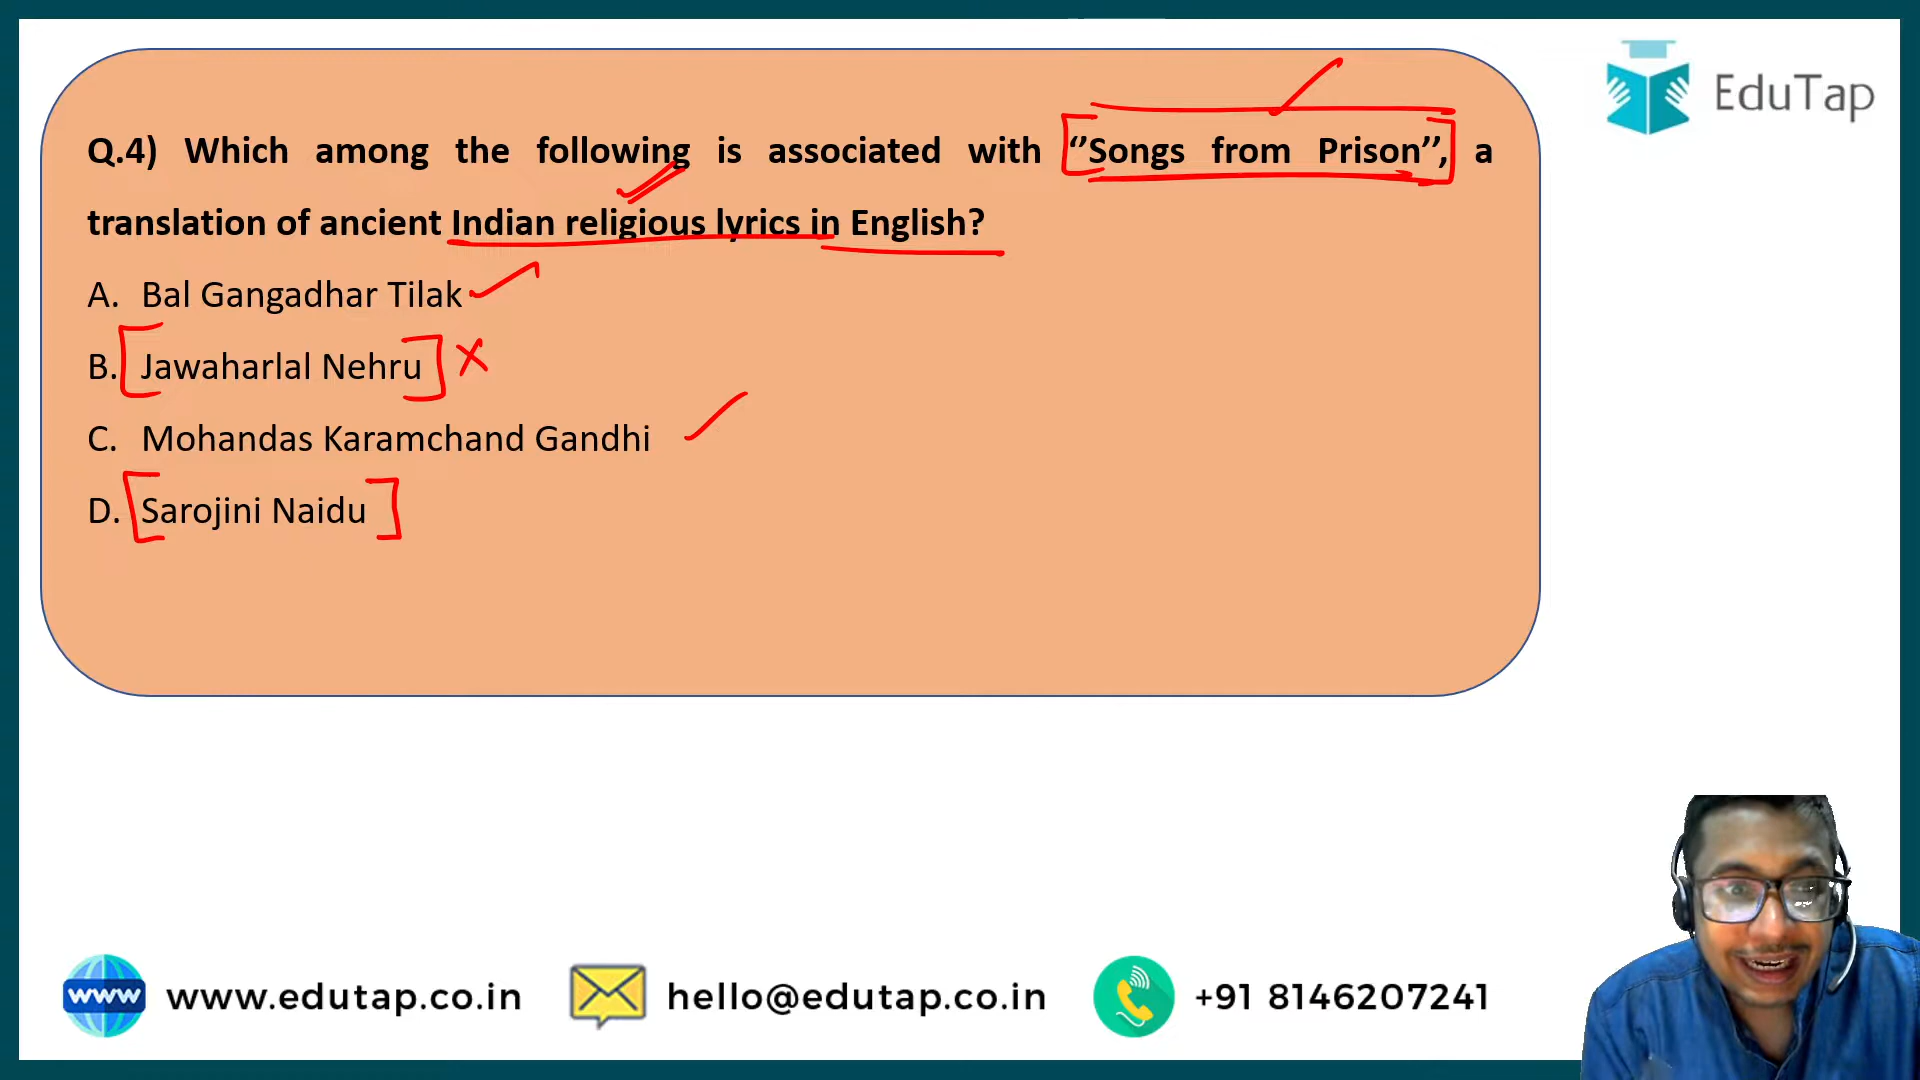 EduTap
Q.4) Which among the following is associated with ‘’Songs from Prison’’, a
translation of ancient Indian religious lyrics in English?
A. Bal Gangadhar Tilak
B. Jawaharlal Nehru
C. Mohandas Karamchand Gandhi
D. Sarojini Naidu
www www.edutap.co.in hello@edutap.co.in +91 8146207241